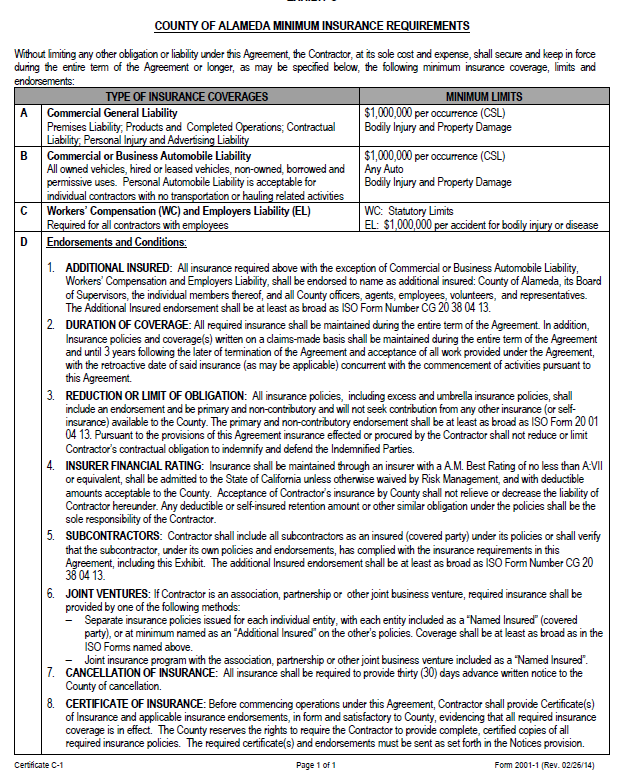 COUNTY OF ALAMEDA MINIMUM INSURANCE REQUIREMENTS
Without limiting any other obligation or liability under this Agreement, the Contractor, at its sole cost and expense, shall secure and keep in force
during the entire term of the Agreement or longer, as may be specified below, the following minimum insurance coverage, limits and
endorsements:
TYPE OF INSURANCE COVERAGES MINIMUM LIMITS
A Commercial General Liability $1,000,000 per occurrence (CSL)
Premises Liability; Products and Completed Operations; Contractual Bodily Injury and Property Damage
Liability; Personal Injury and Advertising Liability
B Commercial or Business Automobile Liability $1,000,000 per occurrence (CSL)
All owned vehicles, hired or leased vehicles, non-owned, borrowed and Any Auto
permissive uses. Personal Automobile Liability is acceptable for Bodily Injury and Property Damage
individual contractors with no transportation or hauling related activities
C Workers' Compensation (WC) and Employers Liability (EL) WC: Statutory Limits
Required for all contractors with employees EL: $1,000,000 per accident for bodily injury or disease
D Endorsements and Conditions:
1. ADDITIONAL INSURED: All insurance required above with the exception of Commercial or Business Automobile Liability,
Workers' Compensation and Employers Liability, shall be endorsed to name as additional insured: County of Alameda, its Board
of Supervisors, the individual members thereof, and all County officers, agents, employees, volunteers, and representatives.
The Additional Insured endorsement shall be at least as broad as ISO Form Number CG 20 38 04 13.
2. DURATION OF COVERAGE: All required insurance shall be maintained during the entire term of the Agreement. In addition,
Insurance policies and coverage(s) written on a claims-made basis shall be maintained during the entire term of the Agreement
and until 3 years following the later of termination of the Agreement and acceptance of all work provided under the Agreement,
with the retroactive date of said insurance (as may be applicable) concurrent with the commencement of activities pursuant to
this Agreement.
3. REDUCTION OR LIMIT OF OBLIGATION: All insurance policies, including excess and umbrella insurance policies, shall
include an endorsement and be primary and non-contributory and will not seek contribution from any other insurance (or self-
insurance) available to the County. The primary and non-contributory endorsement shall be at least as broad as ISO Form 20 01
04 13. Pursuant to the provisions of this Agreement insurance effected or procured by the Contractor shall not reduce or limit
Contractor's contractual obligation to indemnify and defend the Indemnified Parties.
4. INSURER FINANCIAL RATING: Insurance shall be maintained through an insurer with a A.M. Best Rating of no less than A:VII
or equivalent, shall be admitted to the State of California unless otherwise waived by Risk Management, and with deductible
amounts acceptable to the County. Acceptance of Contractor's insurance by County shall not relieve or decrease the liability of
Contractor hereunder. Any deductible or self-insured retention amount or other similar obligation under the policies shall be the
sole responsibility of the Contractor.
5. SUBCONTRACTORS: Contractor shall include all subcontractors as an insured (covered party) under its policies or shall verify
that the subcontractor, under its own policies and endorsements, has complied with the insurance requirements in this
Agreement, including this Exhibit. The additional Insured endorsement shall be at least as broad as ISO Form Number CG 20
38 04 13.
6. JOINT VENTURES: If Contractor is an association, partnership or other joint business venture, required insurance shall be
provided by one of the following methods:
– Separate insurance policies issued for each individual entity, with each entity included as a "Named Insured" (covered
party), or at minimum named as an "Additional Insured" on the other's policies. Coverage shall be at least as broad as in the
ISO Forms named above.
– Joint insurance program with the association, partnership or other joint business venture included as a "Named Insured".
7. CANCELLATION OF INSURANCE: All insurance shall be required to provide thirty (30) days advance written notice to the
County of cancellation.
8. CERTIFICATE OF INSURANCE: Before commencing operations under this Agreement, Contractor shall provide Certificate(s)
of Insurance and applicable insurance endorsements, in form and satisfactory to County, evidencing that all required insurance
coverage is in effect. The County reserves the rights to require the Contractor to provide complete, certified copies of all
required insurance policies. The required certificate(s) and endorsements must be sent as set forth in the Notices provision.
Certificate C-1 Page 1 of 1 Form 2001-1 (Rev. 02/26/14)